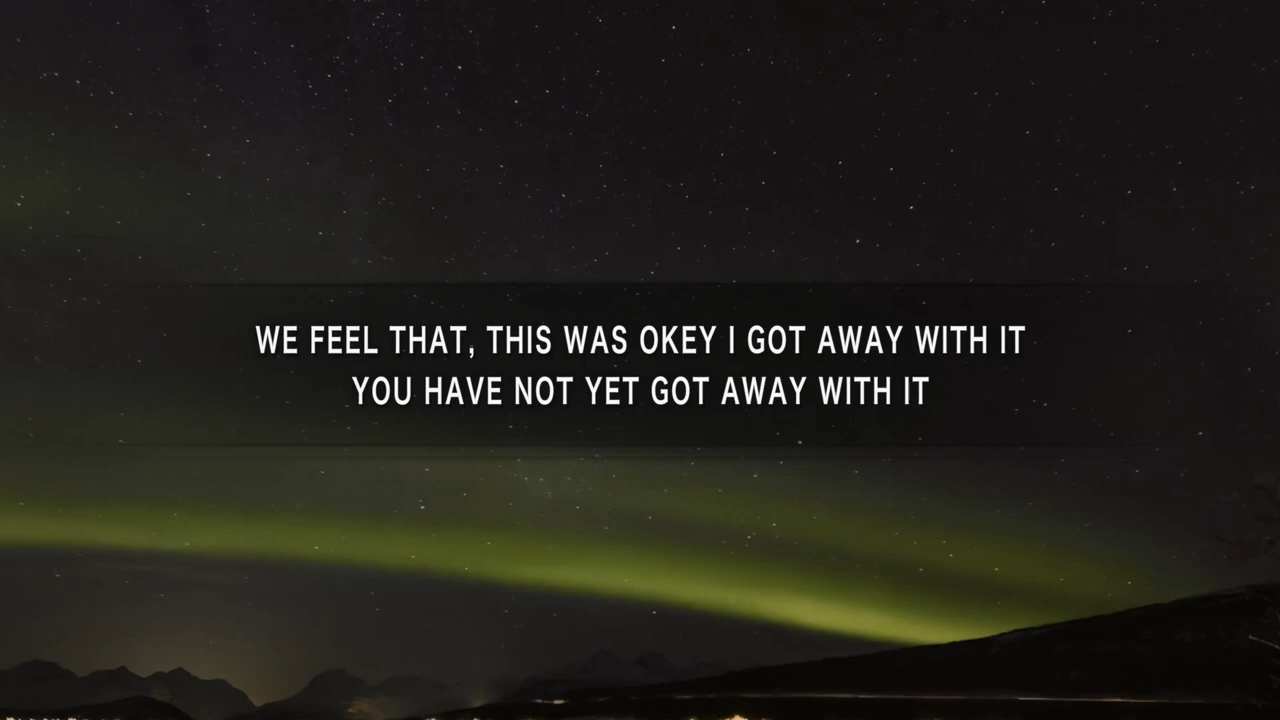 WE FEEL THAT, THIS WAS OKEY I GOT AWAY WITH IT
YOU HAVE NOT YET GOT AWAY WITH IT